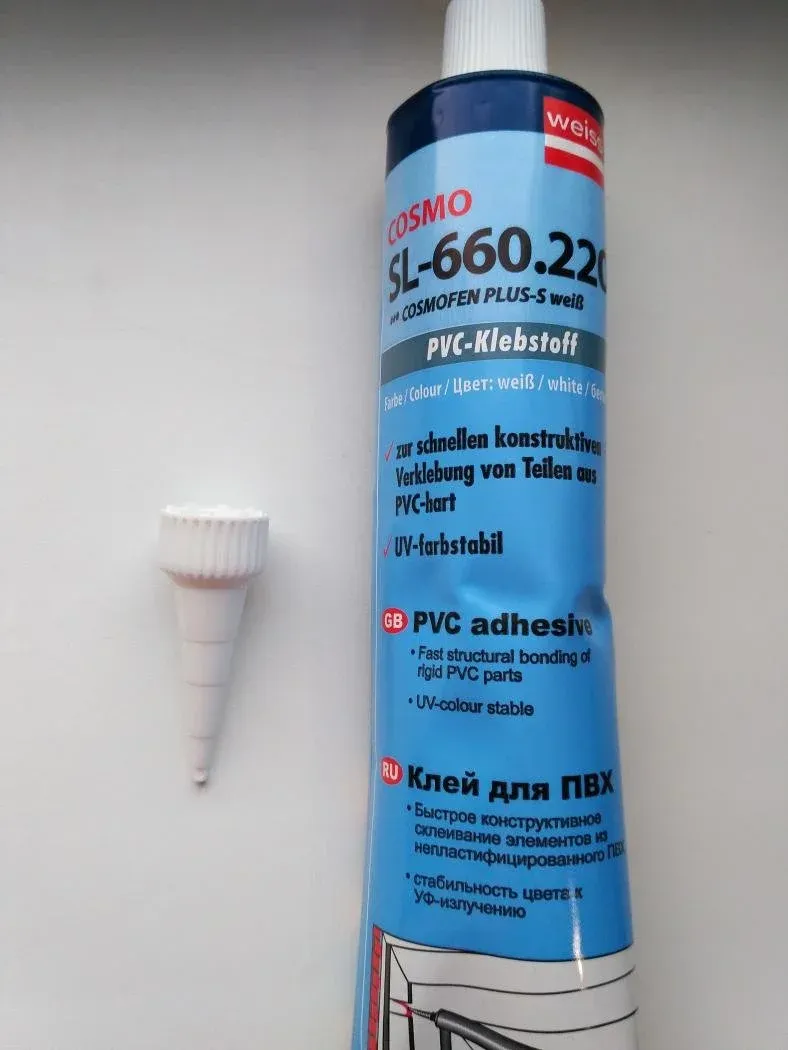 weiss
COSMO
SL-660.220
••• COSMOFEN PLUS-S weiß
PVC-Klebstoff
Farbe / Colour / Цвет: weiß / white /
✓ zur schnellen konstruktiven
Verklebung von Teilen aus
PVC-hart
✓ UV-farbstabil
GB PVC adhesive
• Fast structural bonding of
rigid PVC parts
• UV-colour stable
RU Клей для ПВХ
• Быстрое конструктивное
склеивание элементов из
непластифицированного ПВХ
• стабильность цвета к
УФ-излучению